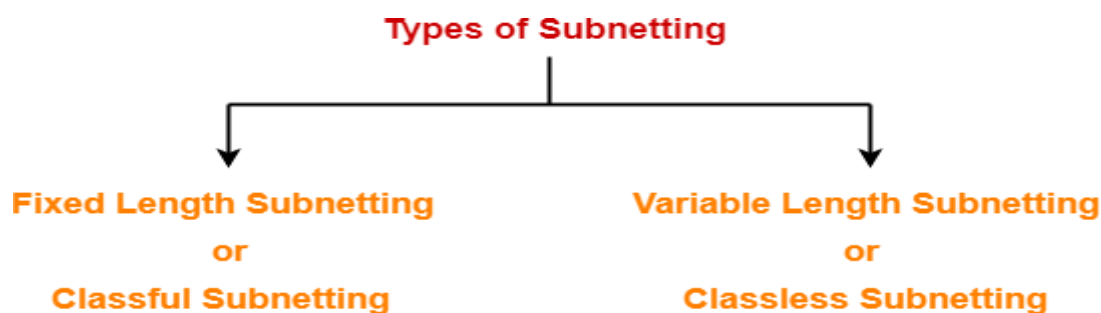 Types of Subnetting
Fixed Length Subnetting
or
Classful Subnetting
Variable Length Subnetting
or
Classless Subnetting